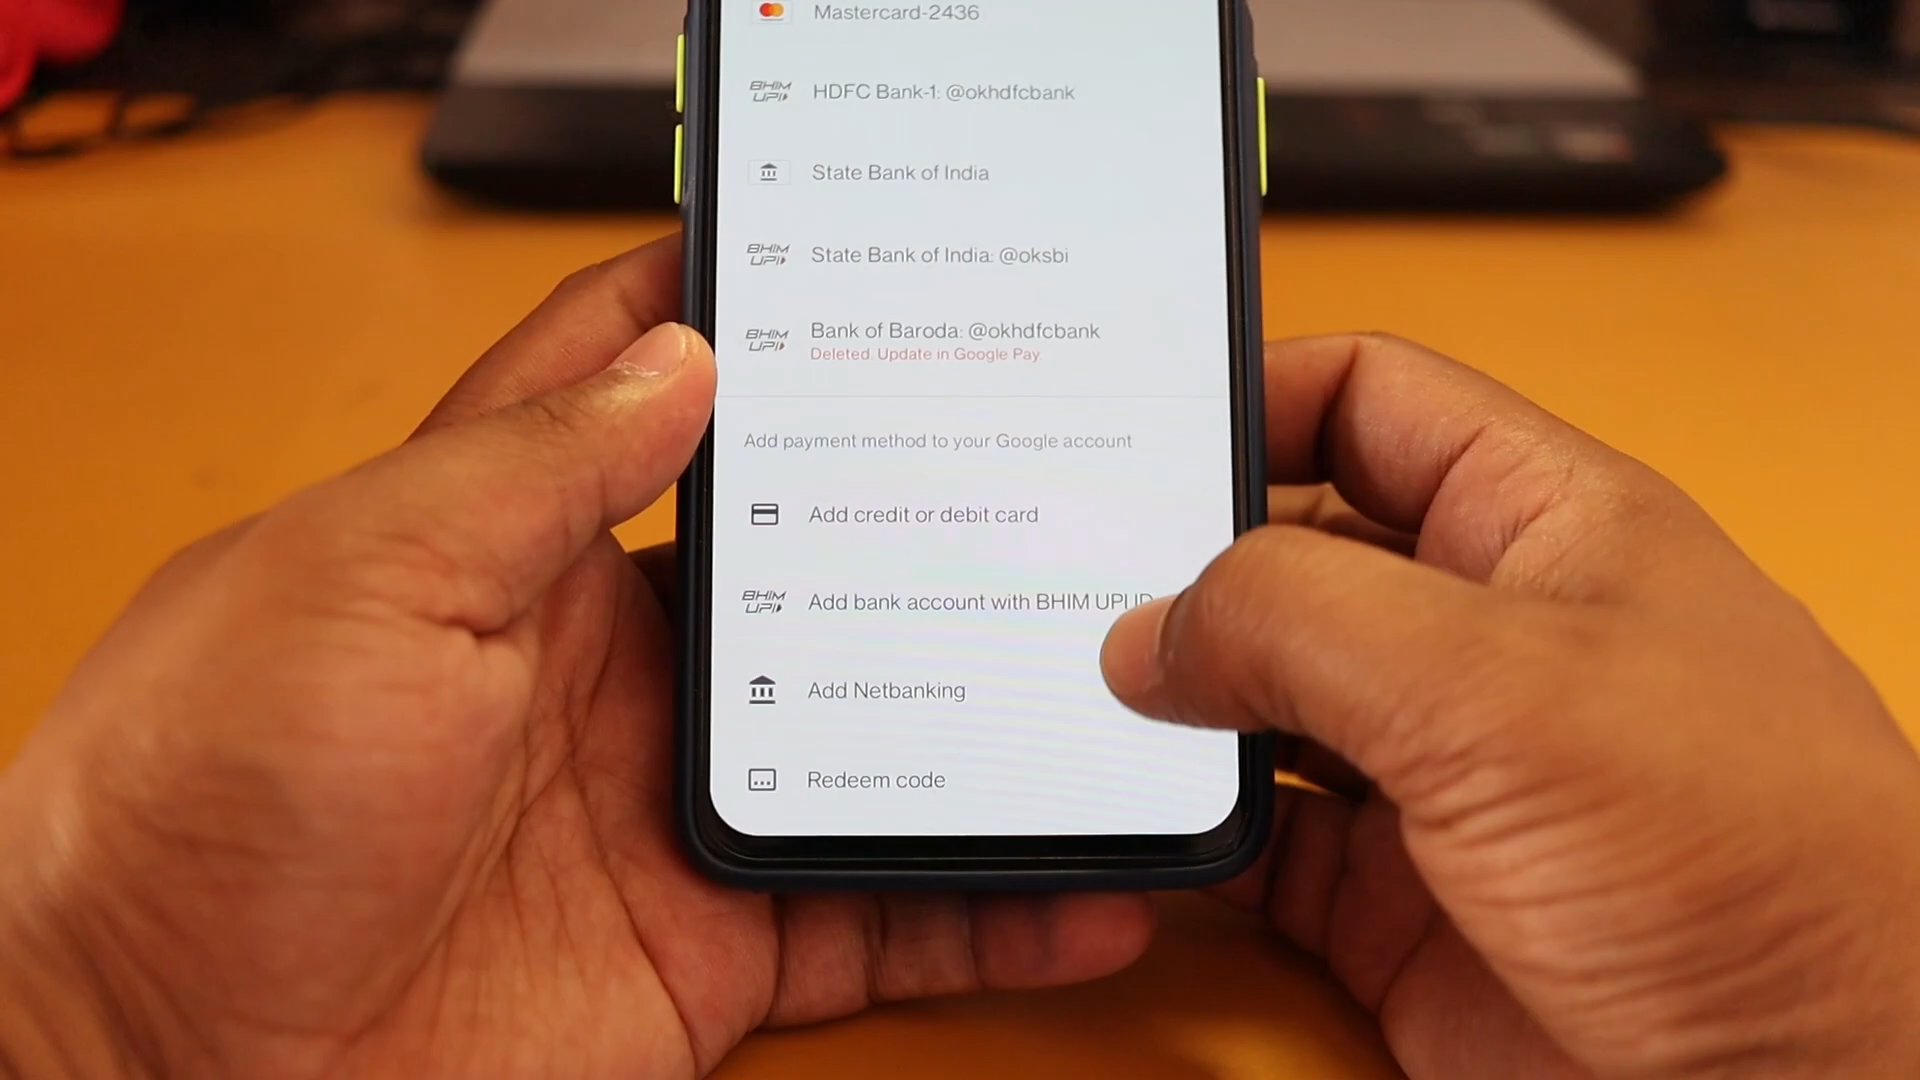 Mastercard-2436
BHIM UPI
HDFC Bank-1: @okhdfcbank
State Bank of India
BHIM UPI
State Bank of India: @oksbi
BHIM UPI
Bank of Baroda: @okhdfcbank
Deleted. Update in Google Pay.
Add payment method to your Google account
Add credit or debit card
BHIM UPI
Add bank account with BHIM UPI ID
Add Netbanking
Redeem code